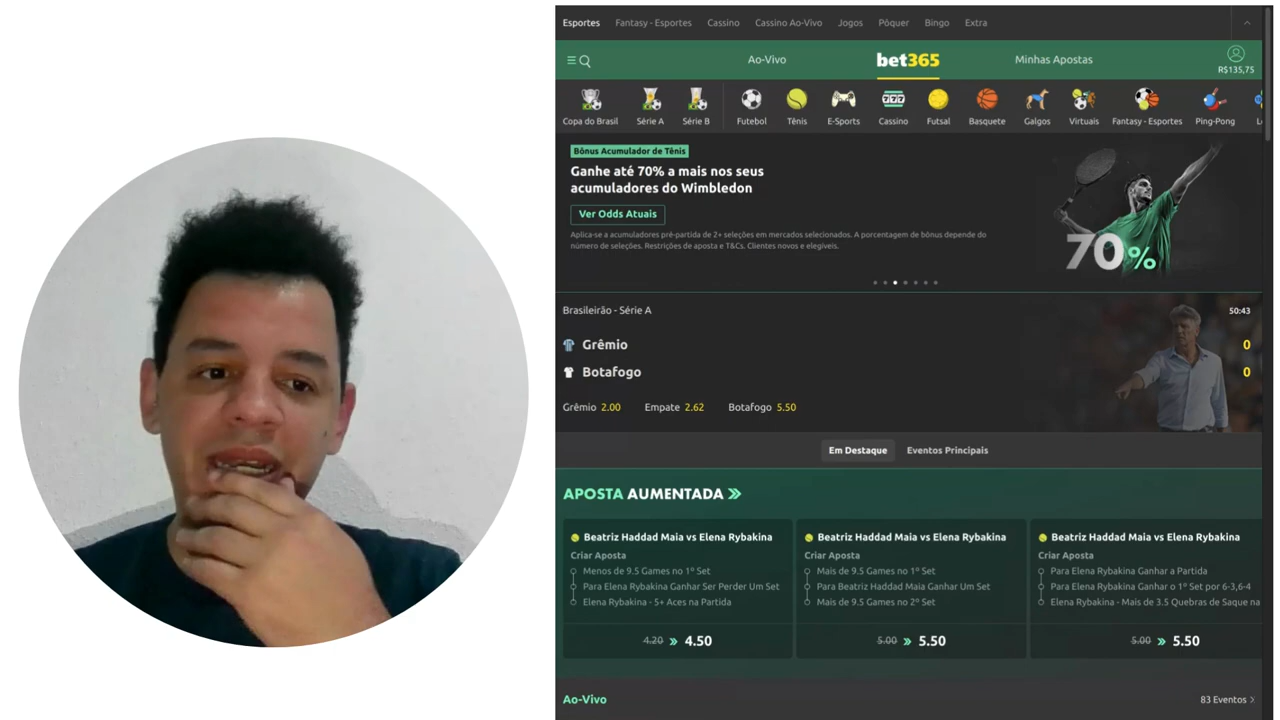 Esportes Fantasy - Esportes Cassino Cassino Ao-Vivo Jogos Pôquer Bingo Extra
Ao-Vivo bet365 Minhas Apostas R$135,75
Copa do Brasil Série A Série B Futebol Tênis E-Sports Cassino Futsal Basquete Galgos Virtuais Fantasy - Esportes Ping-Pong
Bônus Acumulador de Tênis
Ganhe até 70% a mais nos seus
acumuladores do Wimbledon
Ver Odds Atuais
Aplica-se a acumuladores pré-partida de 2+ seleções em mercados selecionados. A porcentagem de bônus depende do
número de seleções. Restrições de aposta e T&Cs. Clientes novos e elegíveis.
70%
Brasileirão - Série A 50:43
Grêmio 0
Botafogo 0
Grêmio 2.00 Empate 2.62 Botafogo 5.50
Em Destaque Eventos Principais
APOSTA AUMENTADA
Beatriz Haddad Maia vs Elena Rybakina
Criar Aposta
Menos de 9.5 Games no 1º Set
Para Elena Rybakina Ganhar Ser Perder Um Set
Elena Rybakina - 5+ Aces na Partida
4.20 4.50
Beatriz Haddad Maia vs Elena Rybakina
Criar Aposta
Mais de 9.5 Games no 1º Set
Para Beatriz Haddad Maia Ganhar Um Set
Mais de 9.5 Games no 2º Set
5.00 5.50
Beatriz Haddad Maia vs Elena Rybakina
Criar Aposta
Para Elena Rybakina Ganhar a Partida
Para Elena Rybakina Ganhar o 1º Set por 6-3,6-4
Elena Rybakina - Mais de 3.5 Quebras de Saque na
5.00 5.50
Ao-Vivo 83 Eventos